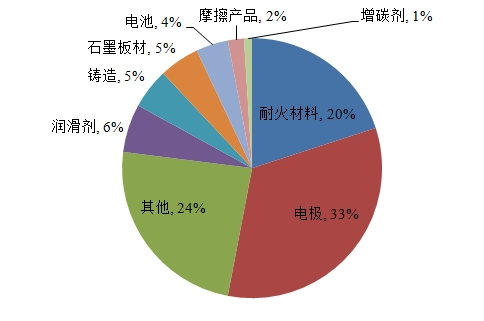 摩擦产品, 2%
增碳剂, 1%
电池, 4%
石墨板材, 5%
铸造, 5%
耐火材料, 20%
润滑剂, 6%
其他, 24%
电极, 33%